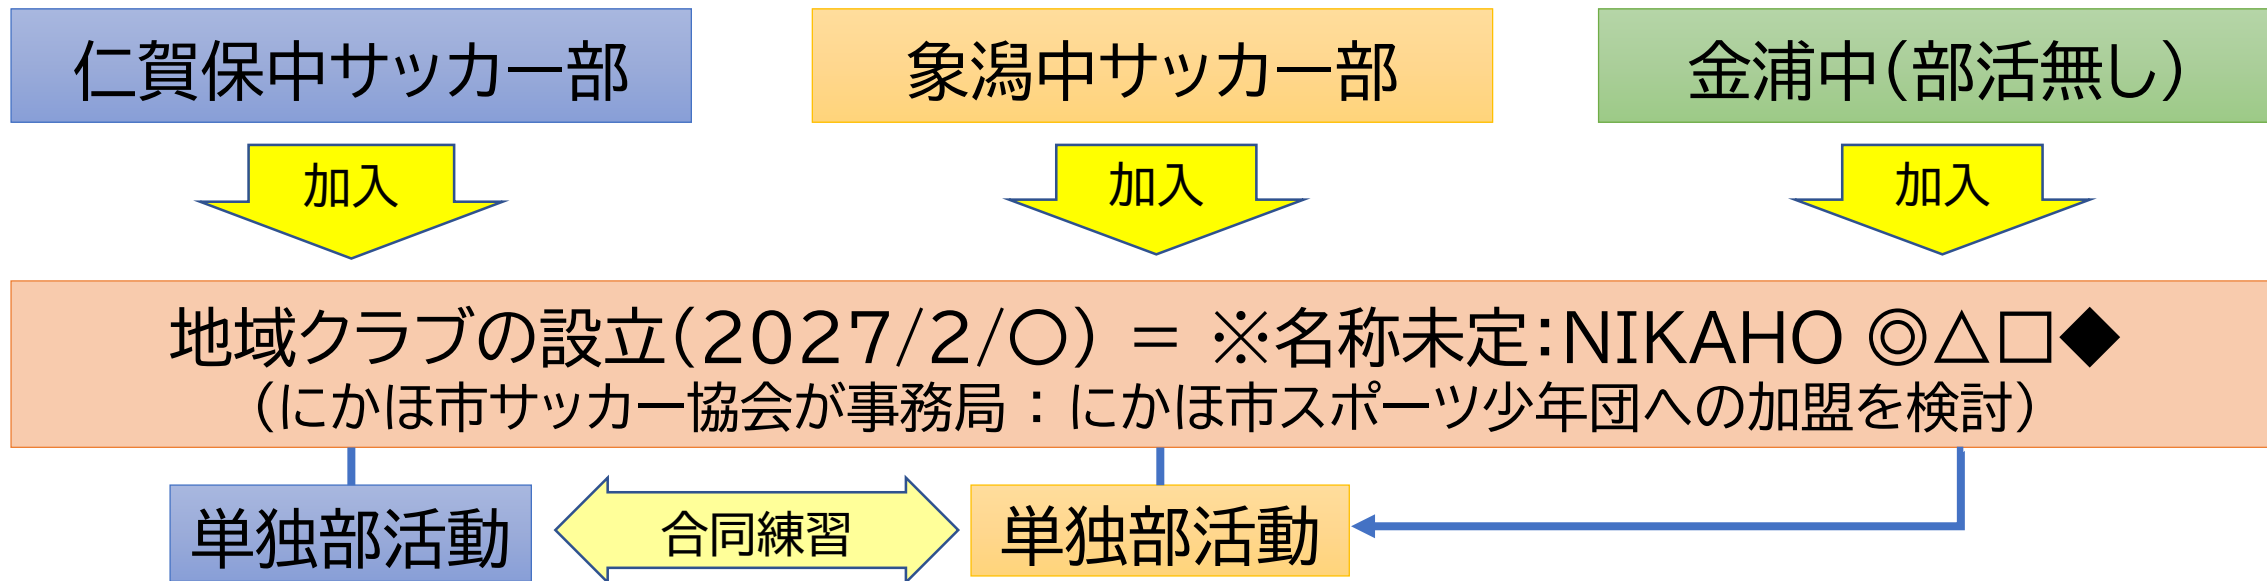 仁賀保中サッカー部
象潟中サッカー部
金浦中（部活無し）
加入
加入
加入
地域クラブの設立（2027/2/〇） ＝ ※名称未定：NIKAHO ◎△□◆
（にかほ市サッカー協会が事務局：にかほ市スポーツ少年団への加盟を検討）
単独部活動
合同練習
単独部活動